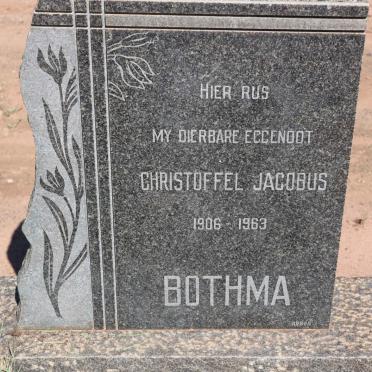 HIER RUS
MY DIERBARE EGGENOOT
CHRISTOFFEL JACOBUS
1906 - 1963
BOTHMA